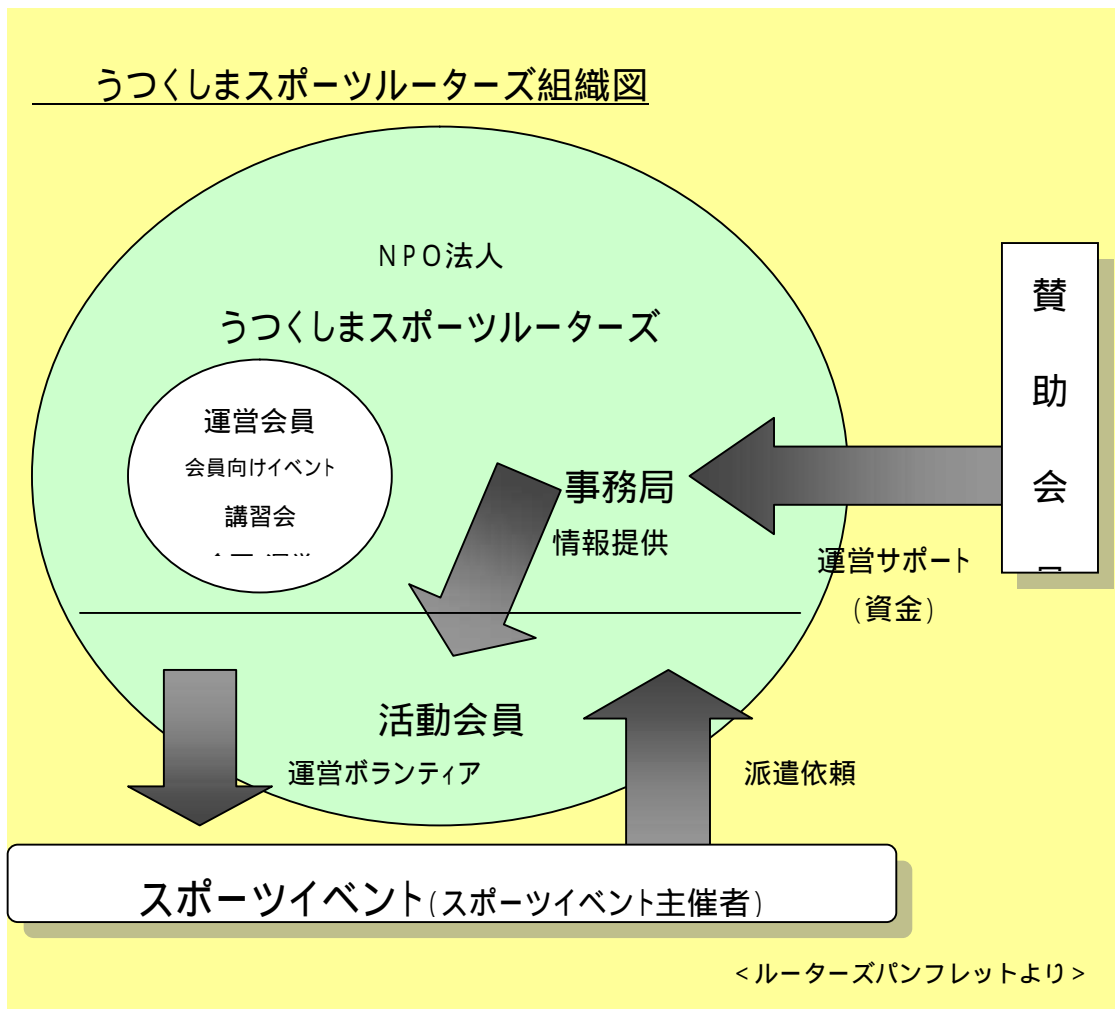 うつくしまスポーツルーターズ組織図
NPO法人
うつくしまスポーツルーターズ
運営会員
会員向けイベント
講習会
事務局
情報提供
賛助会
運営サポート
(資金)
活動会員
運営ボランティア
派遣依頼
スポーツイベント(スポーツイベント主催者)
<ルーターズパンフレットより>